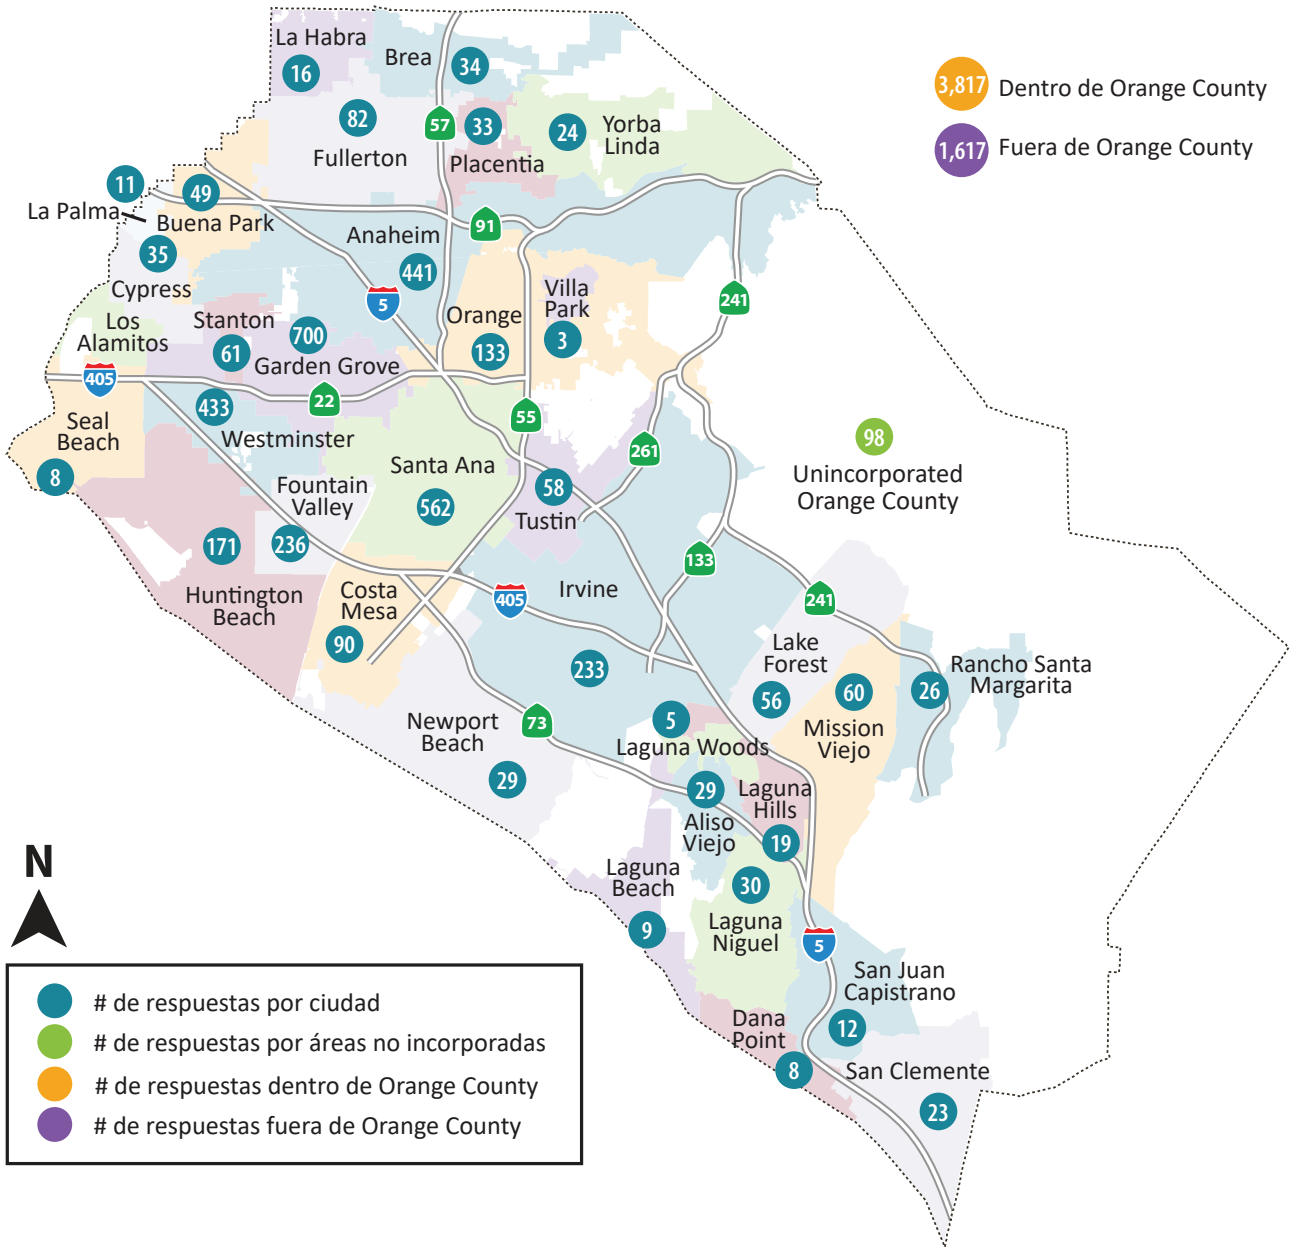 La Habra
16
Brea
34
3,817
Dentro de Orange County
1,617
Fuera de Orange County
82
Fullerton
57
33
Placentia
24
Yorba
Linda
11
La Palma
49
Buena Park
91
Anaheim
441
35
Cypress
5
241
Villa
Park
3
Orange
133
Los
Alamitos
Stanton
61
700
Garden Grove
405
22
433
Westminster
55
261
Seal
Beach
8
98
Unincorporated
Orange County
Santa Ana
562
Fountain
Valley
236
58
Tustin
171
Huntington
Beach
133
Irvine
233
405
241
Costa
Mesa
90
Lake
Forest
56
60
Mission
Viejo
26
Rancho Santa
Margarita
Newport
Beach
29
73
5
Laguna Woods
29
Aliso
Viejo
Laguna
Hills
19
Laguna
Beach
9
30
Laguna
Niguel
5
San Juan
Capistrano
12
Dana
Point
8
San Clemente
23
N
# de respuestas por ciudad
# de respuestas por áreas no incorporadas
# de respuestas dentro de Orange County
# de respuestas fuera de Orange County